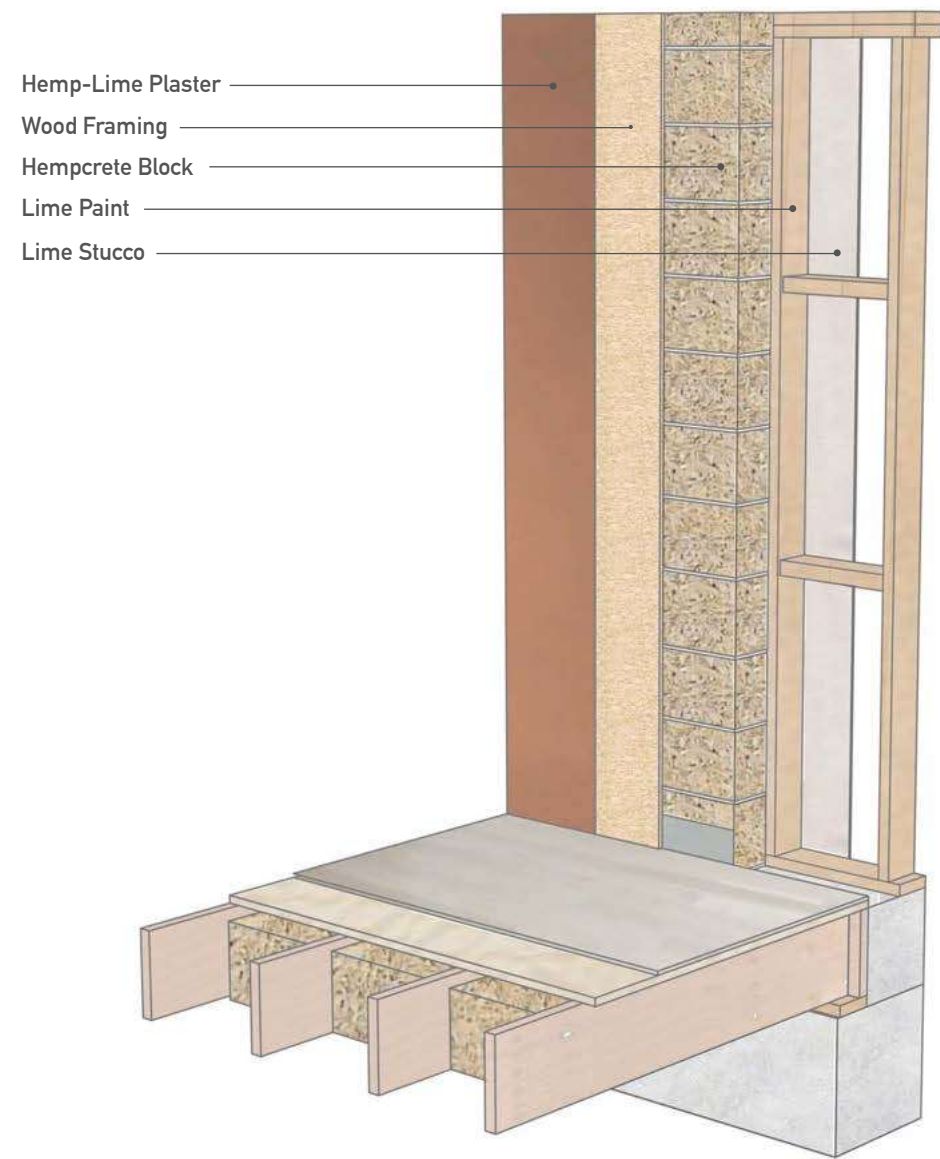 Hemp-Lime Plaster
Wood Framing
Hempcrete Block
Lime Paint
Lime Stucco